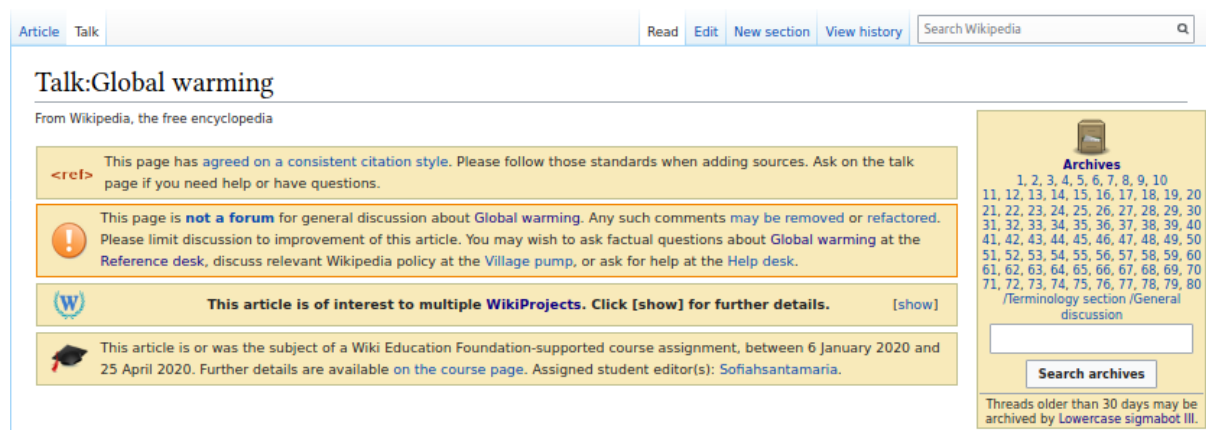 Article Talk Read Edit New section View history Search Wikipedia
Talk:Global warming
From Wikipedia, the free encyclopedia
<ref>
This page has agreed on a consistent citation style. Please follow those standards when adding sources. Ask on the talk
page if you need help or have questions.
This page is not a forum for general discussion about Global warming. Any such comments may be removed or refactored.
Please limit discussion to improvement of this article. You may wish to ask factual questions about Global warming at the
Reference desk, discuss relevant Wikipedia policy at the Village pump, or ask for help at the Help desk.
W
This article is of interest to multiple WikiProjects. Click [show] for further details. [show]
This article is or was the subject of a Wiki Education Foundation-supported course assignment, between 6 January 2020 and
25 April 2020. Further details are available on the course page. Assigned student editor(s): Sofiahsantamaria.
Archives
1, 2, 3, 4, 5, 6, 7, 8, 9, 10
11, 12, 13, 14, 15, 16, 17, 18, 19, 20
21, 22, 23, 24, 25, 26, 27, 28, 29, 30
31, 32, 33, 34, 35, 36, 37, 38, 39, 40
41, 42, 43, 44, 45, 46, 47, 48, 49, 50
51, 52, 53, 54, 55, 56, 57, 58, 59, 60
61, 62, 63, 64, 65, 66, 67, 68, 69, 70
71, 72, 73, 74, 75, 76, 77, 78, 79, 80
/Terminology section /General
discussion
Search archives
Threads older than 30 days may be
archived by Lowercase sigmabot III.